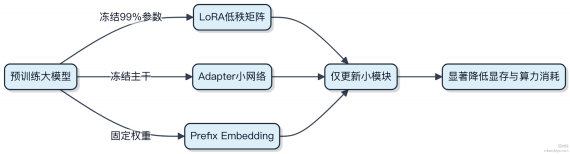 冻结99%参数
LoRA低秩矩阵
预训练大模型
冻结主干
Adapter小网络
仅更新小模块
显著降低显存与算力消耗
固定权重
Prefix Embedding